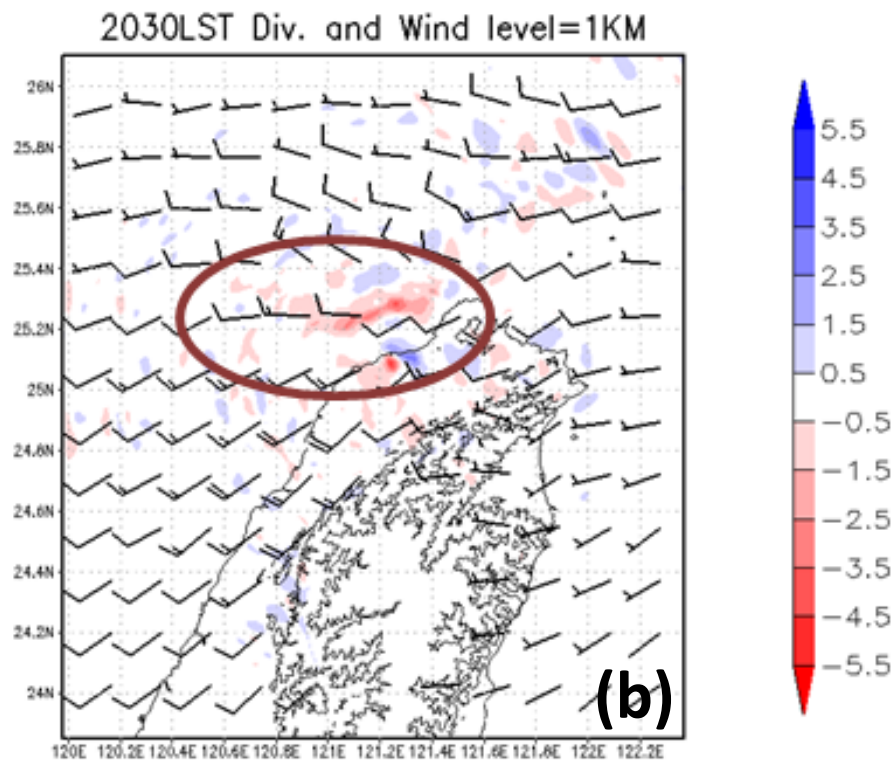 2030LST Div. and Wind level=1KM
26N
25.8N
25.6N
25.4N
25.2N
25N
24.8N
24.6N
24.4N
24.2N
24N
120E 120.2E 120.4E 120.6E 120.8E 121E 121.2E 121.4E 121.6E 121.8E 122E 122.2E
(b)
5.5
4.5
3.5
2.5
1.5
0.5
−0.5
−1.5
−2.5
−3.5
−4.5
−5.5